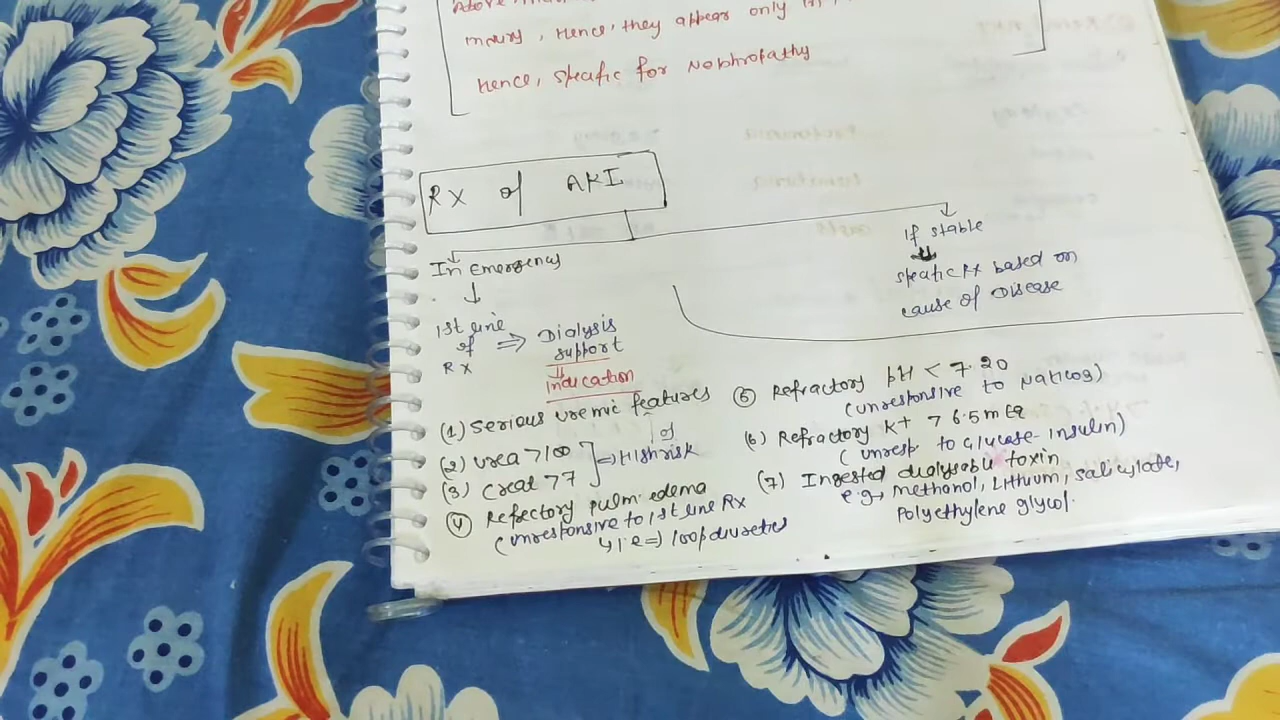 injury, Hence, they appear only in
Hence, specific for Nephropathy
Rx of AKI
In Emergency
1st line of Rx ⇒ Dialysis support
Indication
If stable
specific Rx based on
cause of Disease
(1) Serious uremic features
(2) urea >100
(3) Creat >7
⇒ High risk of
(4) Refectory pulm. edema
(unresponsive to 1st line Rx
i.e ⇒ loop diuretics
(5) Refractory pH < 7.20
(unresponsive to NaHCO3)
(6) Refractory K+ > 6.5 mEq
(unresp. to Glucose-insulin)
(7) Ingested dialysable toxin
e.g→ methanol, Lithium, salicylate,
Polyethylene glycol.